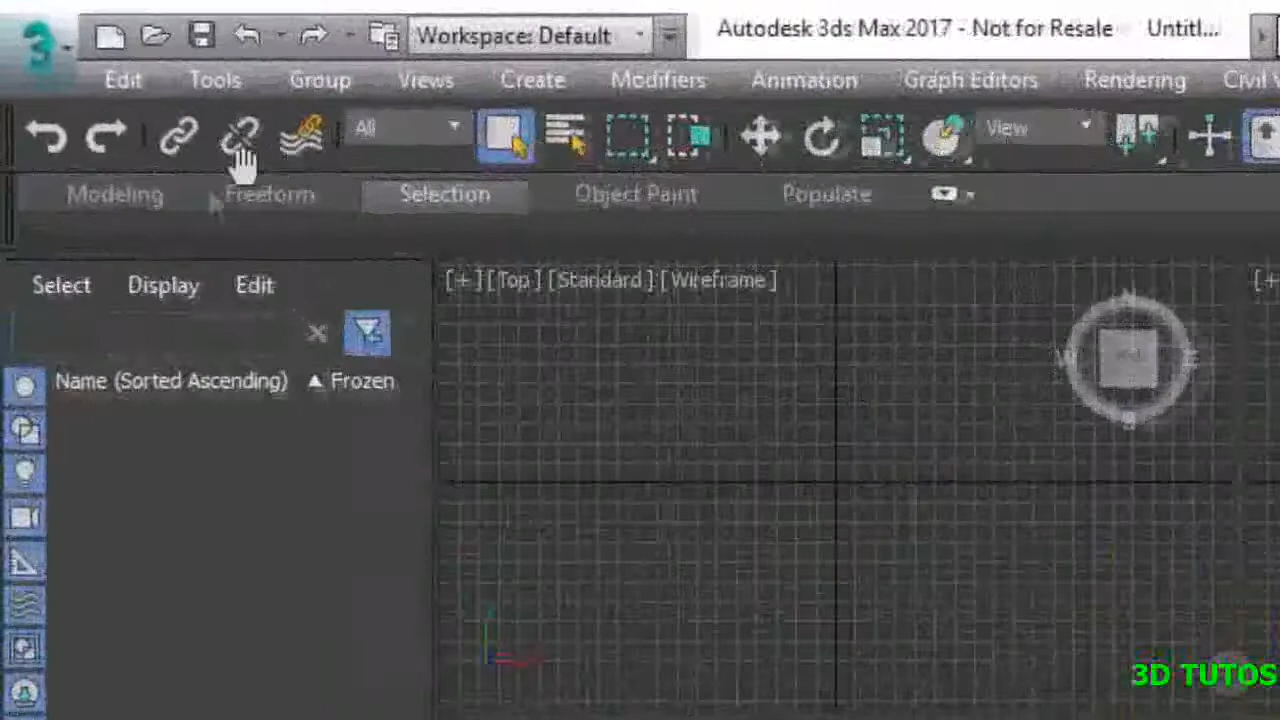 Workspace: Default
Autodesk 3ds Max 2017 - Not for Resale Untitl...
Edit Tools Group Views Create Modifiers Animation Graph Editors Rendering Civil
All
View
Modeling Freeform Selection Object Paint Populate
Select Display Edit
[+][Top][Standard][Wireframe]
[+
Name (Sorted Ascending) ▲ Frozen
3D TUTOS